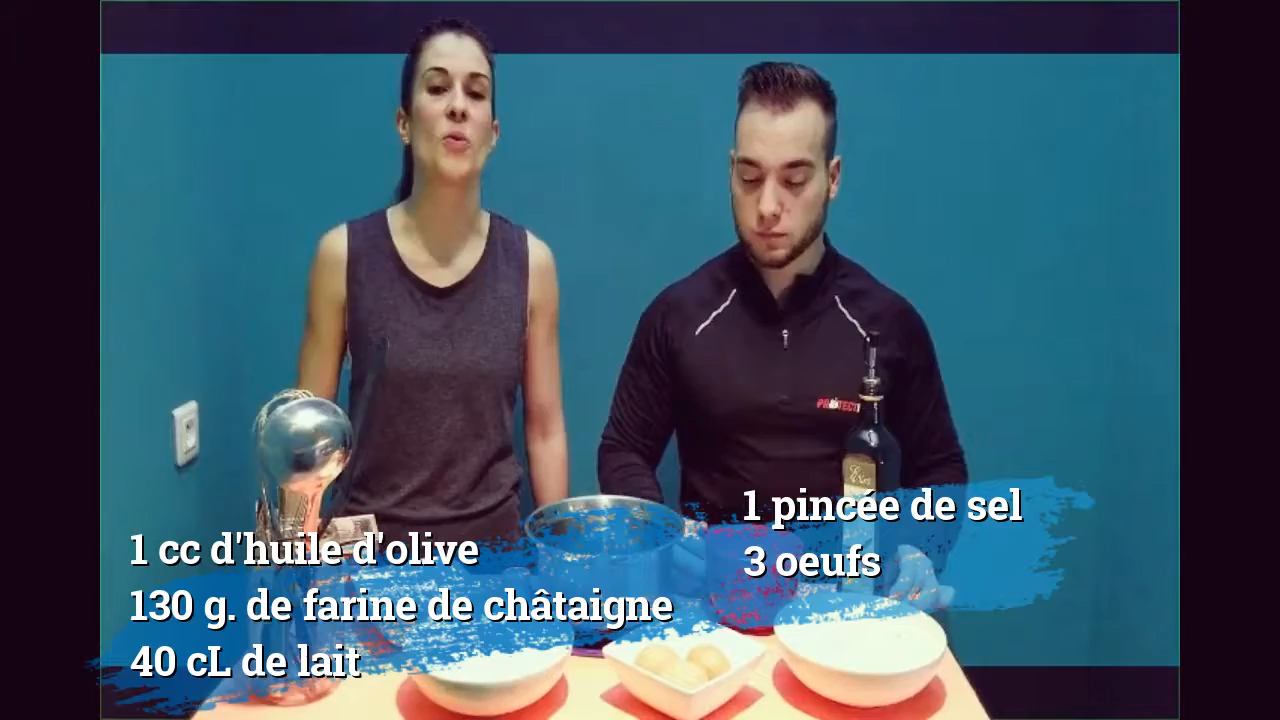 PROTECT
1 pincée de sel
3 oeufs
1 cc d'huile d'olive
130 g. de farine de châtaigne
40 cL de lait